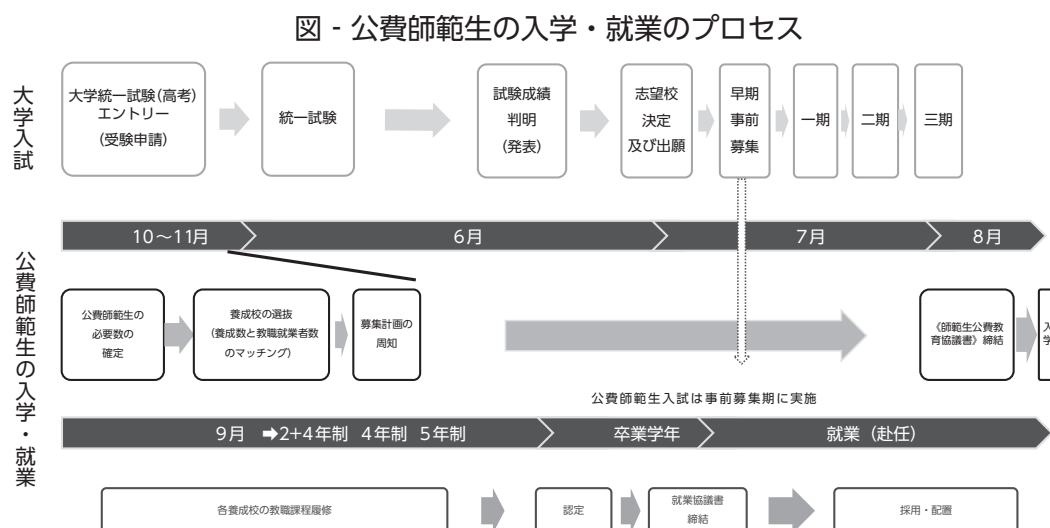 図 - 公費師範生の入学・就業のプロセス
大学入試
大学統一試験(高考)
エントリー
(受験申請)
統一試験
試験成績
判明
(発表)
志望校
決定
及び出願
早期
事前
募集
一期
二期
三期
10～11月
6月
7月
8月
公費師範生の入学・就業
公費師範生の
必要数の
確定
養成校の選抜
(養成数と教職就業者数
のマッチング)
募集計画の
周知
《師範生公費教
育協議書》締結
入
学
公費師範生入試は事前募集期に実施
9月 ➡2+4年制 4年制 5年制
卒業学年
就業（赴任）
各養成校の教職課程履修
認定
就業協議書
締結
採用・配置